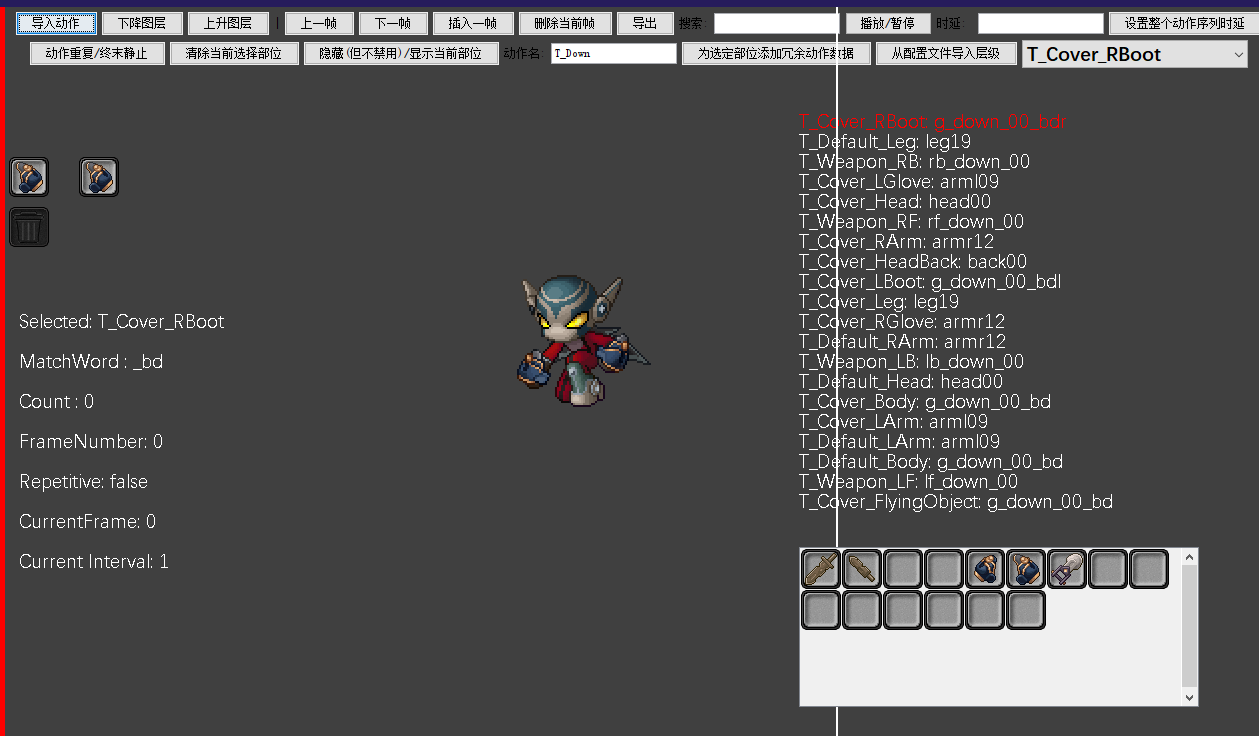 导入动作 下降图层 上升图层 | 上一帧 下一帧 插入一帧 删除当前帧 导出 搜索: 播放/暂停 时延: 设置整个动作序列时延
动作重复/终末静止 清除当前选择部位 隐藏(但不禁用)/显示当前部位 动作名: T_Down 为选定部位添加冗余动作数据 从配置文件导入层级 T_Cover_RBoot
T_Cover_RBoot: g_down_00_bdr
T_Default_Leg: leg19
T_Weapon_RB: rb_down_00
T_Cover_LGlove: arml09
T_Cover_Head: head00
T_Weapon_RF: rf_down_00
T_Cover_RArm: armr12
T_Cover_HeadBack: back00
T_Cover_LBoot: g_down_00_bdl
T_Cover_Leg: leg19
T_Cover_RGlove: armr12
T_Default_RArm: armr12
T_Weapon_LB: lb_down_00
T_Default_Head: head00
T_Cover_Body: g_down_00_bd
T_Cover_LArm: arml09
T_Default_LArm: arml09
T_Default_Body: g_down_00_bd
T_Weapon_LF: lf_down_00
T_Cover_FlyingObject: g_down_00_bd
Selected: T_Cover_RBoot
MatchWord : _bd
Count : 0
FrameNumber: 0
Repetitive: false
CurrentFrame: 0
Current Interval: 1